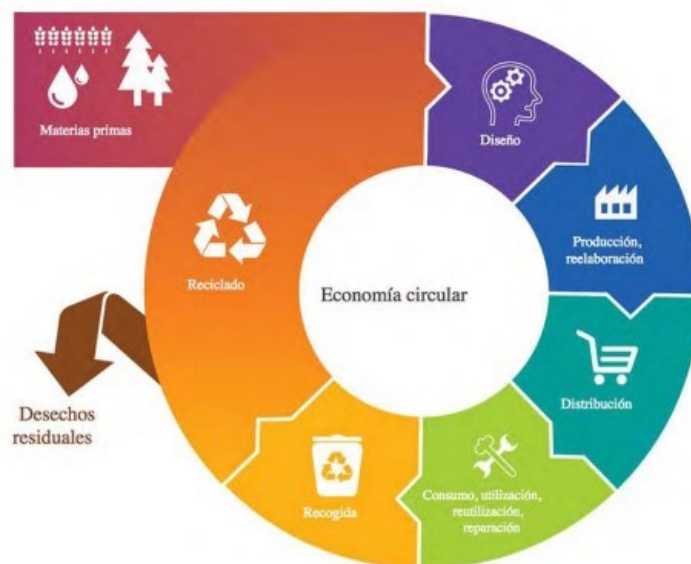 Materias primas
Diseño
Producción,
reelaboración
Distribución
Consumo, utilización,
reutilización,
reparación
Recogida
Reciclado
Desechos
residuales
Economía circular